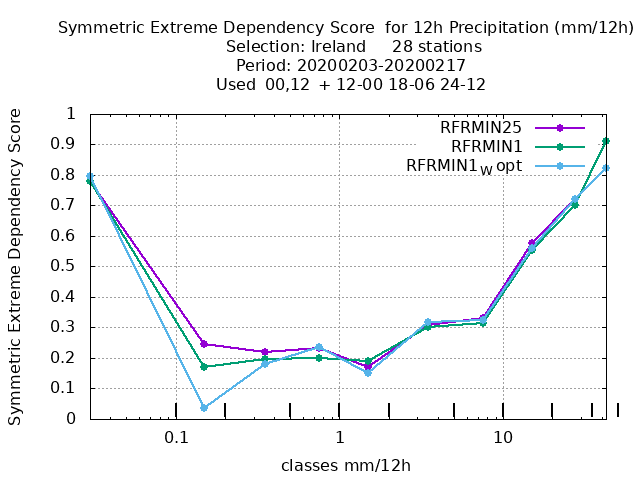 Symmetric Extreme Dependency Score  for 12h Precipitation (mm/12h)
Selection: Ireland     28 stations
Period: 20200203-20200217
Used  00,12  + 12-00 18-06 24-12
Symmetric Extreme Dependency Score
1
0.9
0.8
0.7
0.6
0.5
0.4
0.3
0.2
0.1
0
RFRMIN25
RFRMIN1
RFRMIN1W opt
0.1
1
10
classes mm/12h